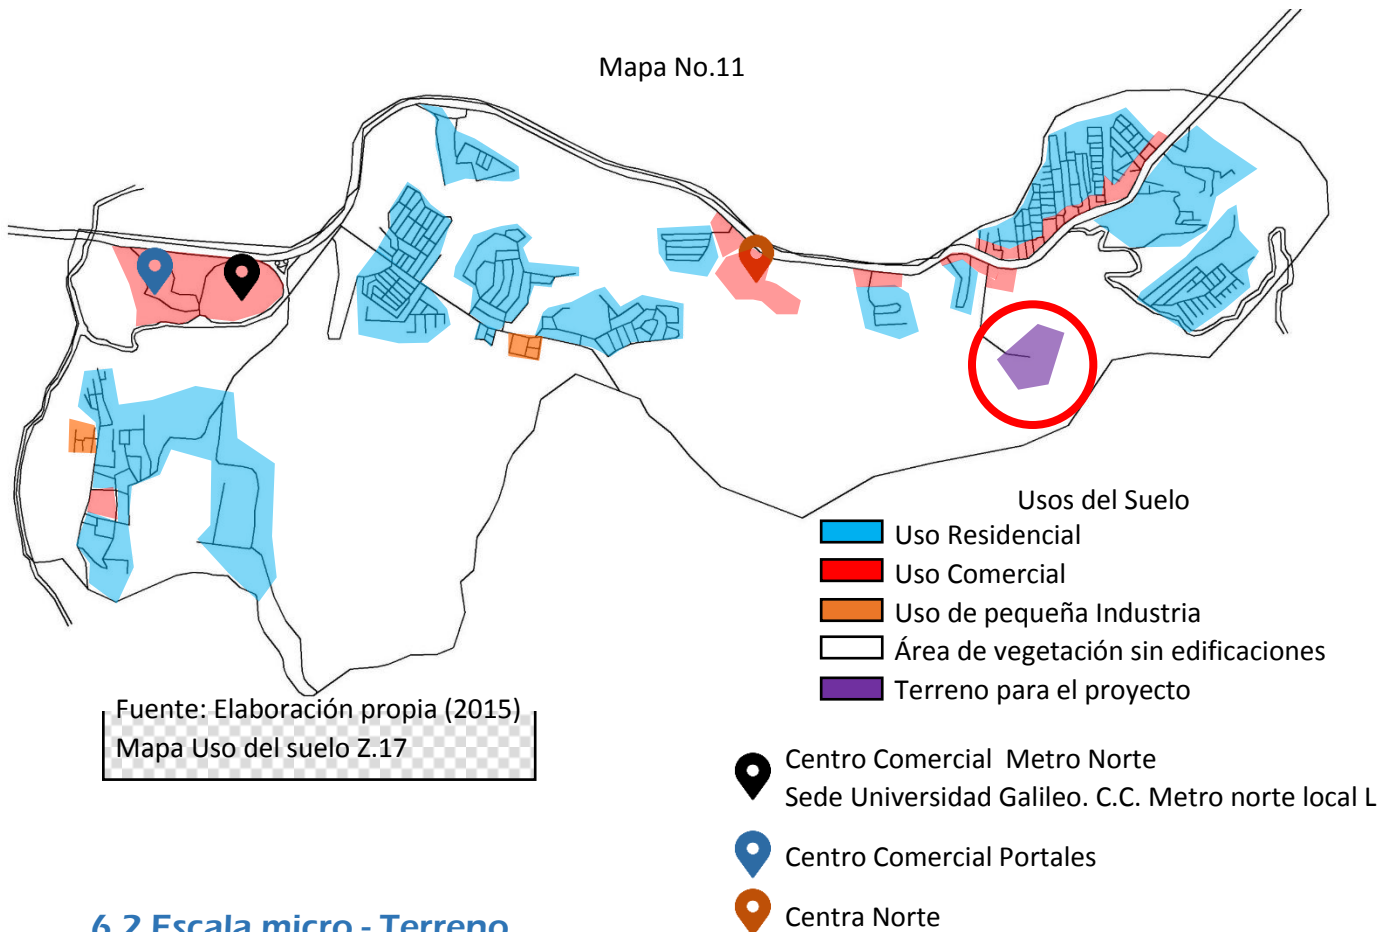 Mapa No.11
Usos del Suelo
Uso Residencial
Uso Comercial
Uso de pequeña Industria
Área de vegetación sin edificaciones
Terreno para el proyecto
Fuente: Elaboración propia (2015)
Mapa Uso del suelo Z.17
Centro Comercial  Metro Norte
Sede Universidad Galileo. C.C. Metro norte local L
Centro Comercial Portales
Centra Norte
6.2 Escala micro - Terreno